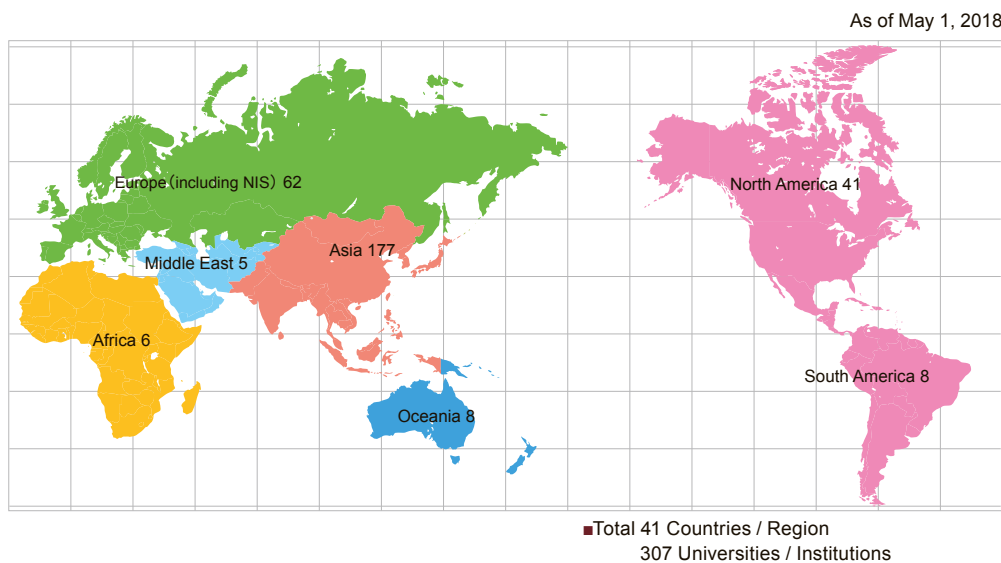 As of May 1, 2018
Europe（including NIS）62
North America 41
Asia 177
Middle East 5
Africa 6
South America 8
Oceania 8
■Total 41 Countries / Region
307 Universities / Institutions